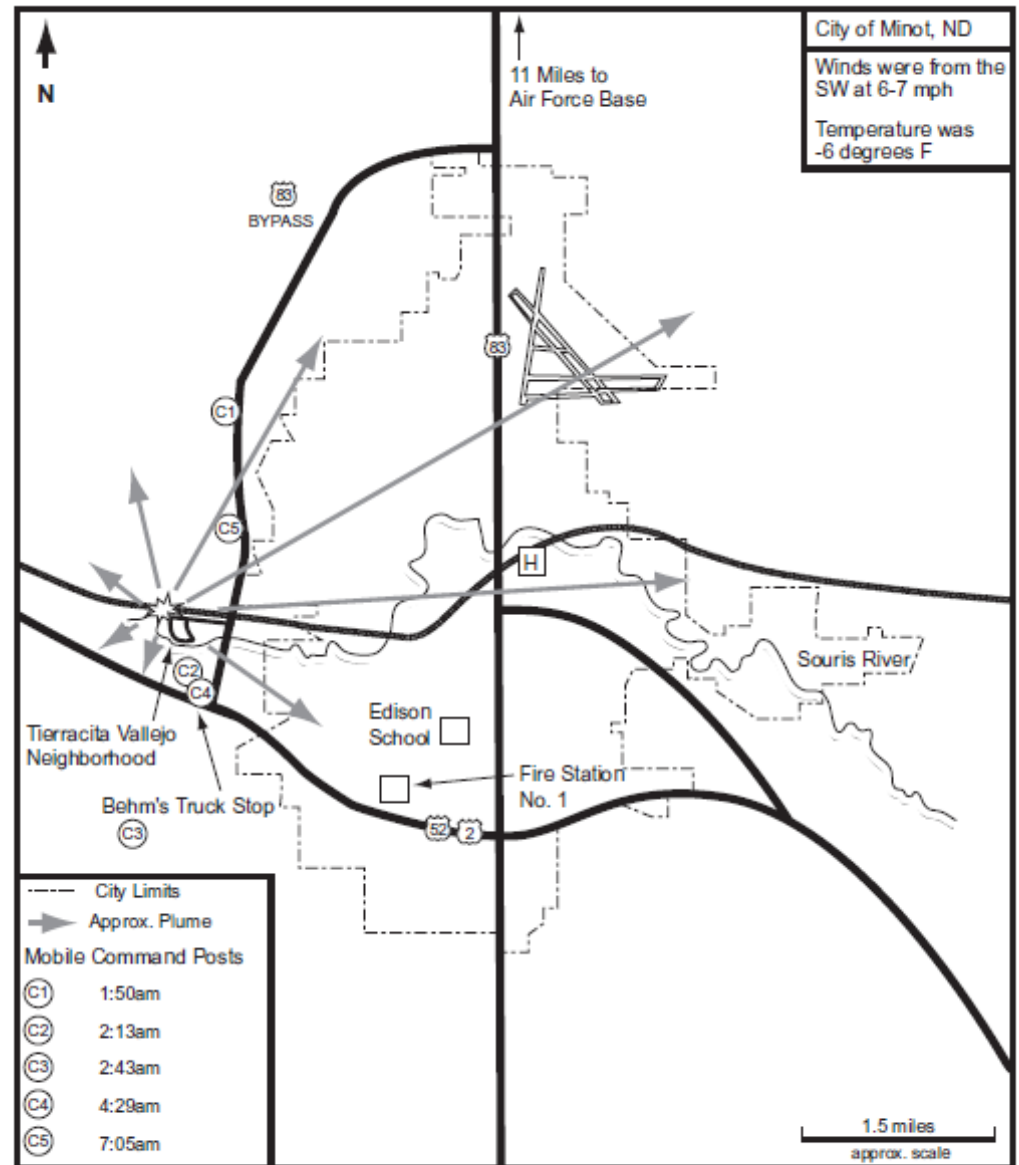 N
11 Miles to
Air Force Base
City of Minot, ND
Winds were from the
SW at 6-7 mph
Temperature was
-6 degrees F
83
BYPASS
83
C1
C5
H
C2
C4
Souris River
Tierracita Vallejo
Neighborhood
Edison
School
Behm's Truck Stop
Fire Station
No. 1
C3
52
2
City Limits
Approx. Plume
Mobile Command Posts
C1 1:50am
C2 2:13am
C3 2:43am
C4 4:29am
C5 7:05am
1.5 miles
approx. scale